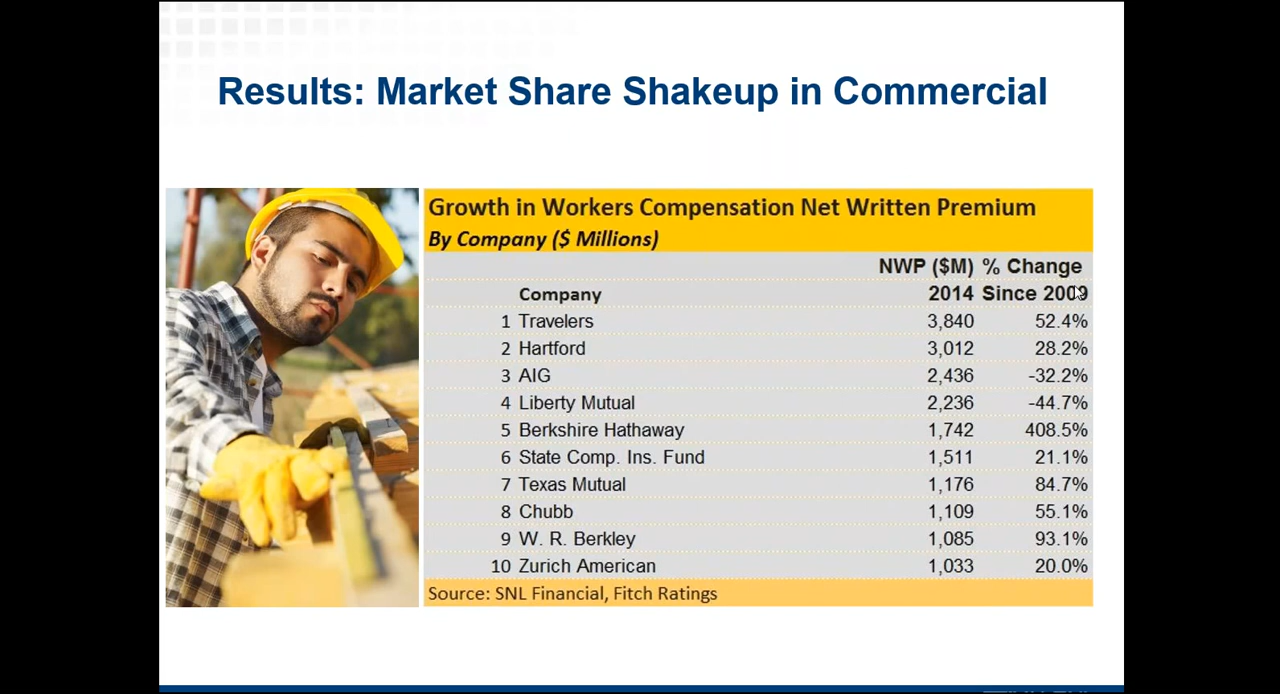 Results: Market Share Shakeup in Commercial
Growth in Workers Compensation Net Written Premium
By Company ($ Millions)
NWP ($M) % Change
Company 2014 Since 2009
1 Travelers 3,840 52.4%
2 Hartford 3,012 28.2%
3 AIG 2,436 -32.2%
4 Liberty Mutual 2,236 -44.7%
5 Berkshire Hathaway 1,742 408.5%
6 State Comp. Ins. Fund 1,511 21.1%
7 Texas Mutual 1,176 84.7%
8 Chubb 1,109 55.1%
9 W. R. Berkley 1,085 93.1%
10 Zurich American 1,033 20.0%
Source: SNL Financial, Fitch Ratings